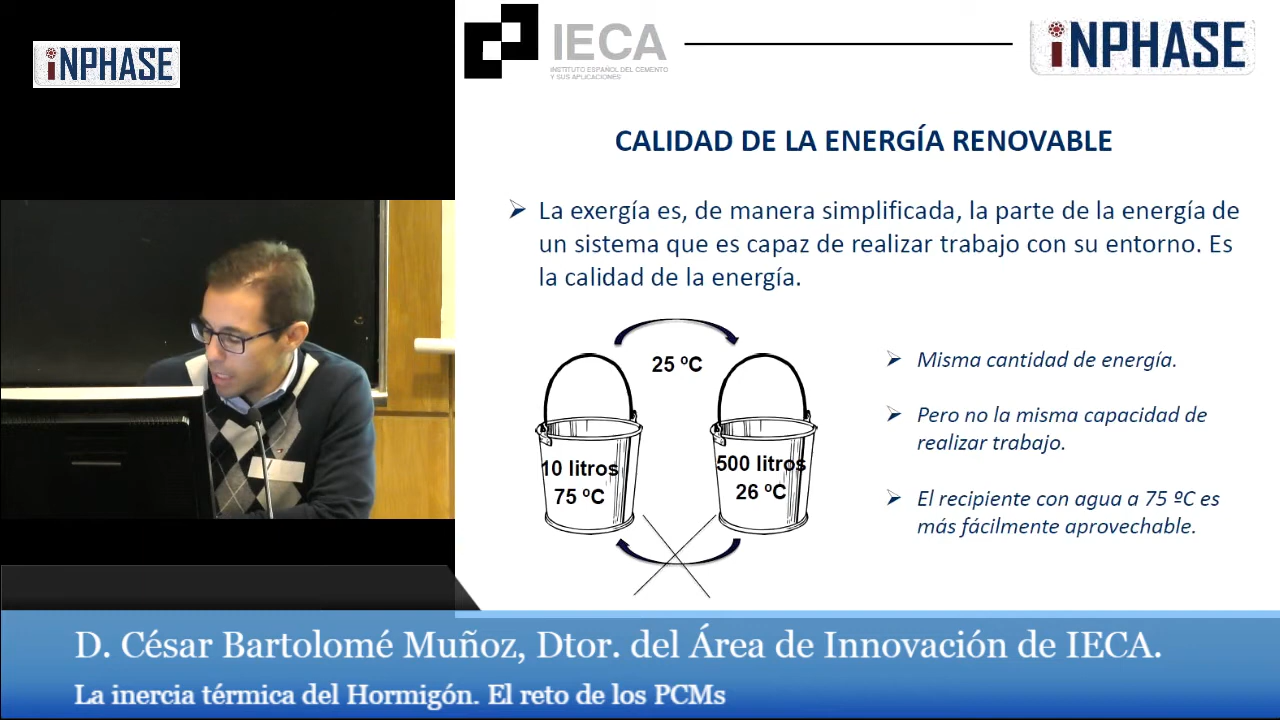 iNPHASE
IECA
INSTITUTO ESPAÑOL DEL CEMENTO
Y SUS APLICACIONES
iNPHASE
CALIDAD DE LA ENERGÍA RENOVABLE
La exergía es, de manera simplificada, la parte de la energía de
un sistema que es capaz de realizar trabajo con su entorno. Es
la calidad de la energía.
25 ºC
10 litros
75 ºC
500 litros
26 ºC
Misma cantidad de energía.
Pero no la misma capacidad de
realizar trabajo.
El recipiente con agua a 75 ºC es
más fácilmente aprovechable.
D. César Bartolomé Muñoz, Dtor. del Área de Innovación de IECA.
La inercia térmica del Hormigón. El reto de los PCMs